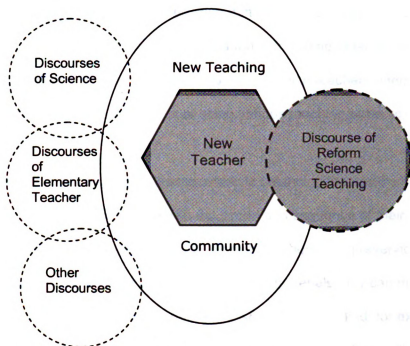 Discourses
of Science
New Teaching
Discourses
of
Elementary
Teacher
New
Teacher
Discourse of
Reform
Science
Teaching
Community
Other
Discourses